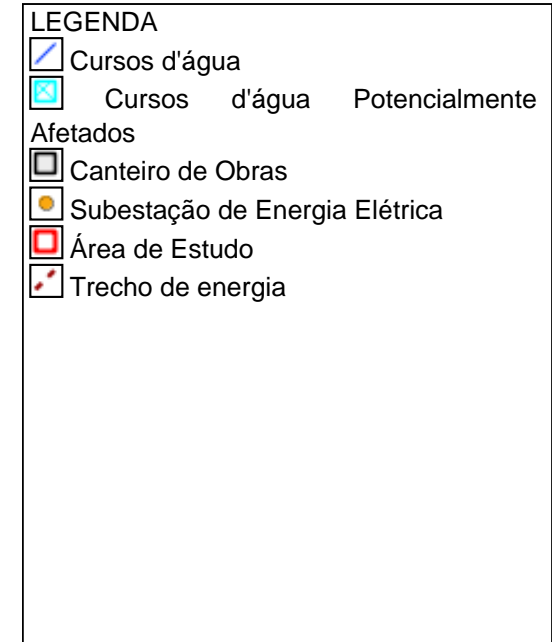 LEGENDA
Cursos d'água
Cursos d'água Potencialmente
Afetados
Canteiro de Obras
Subestação de Energia Elétrica
Área de Estudo
Trecho de energia